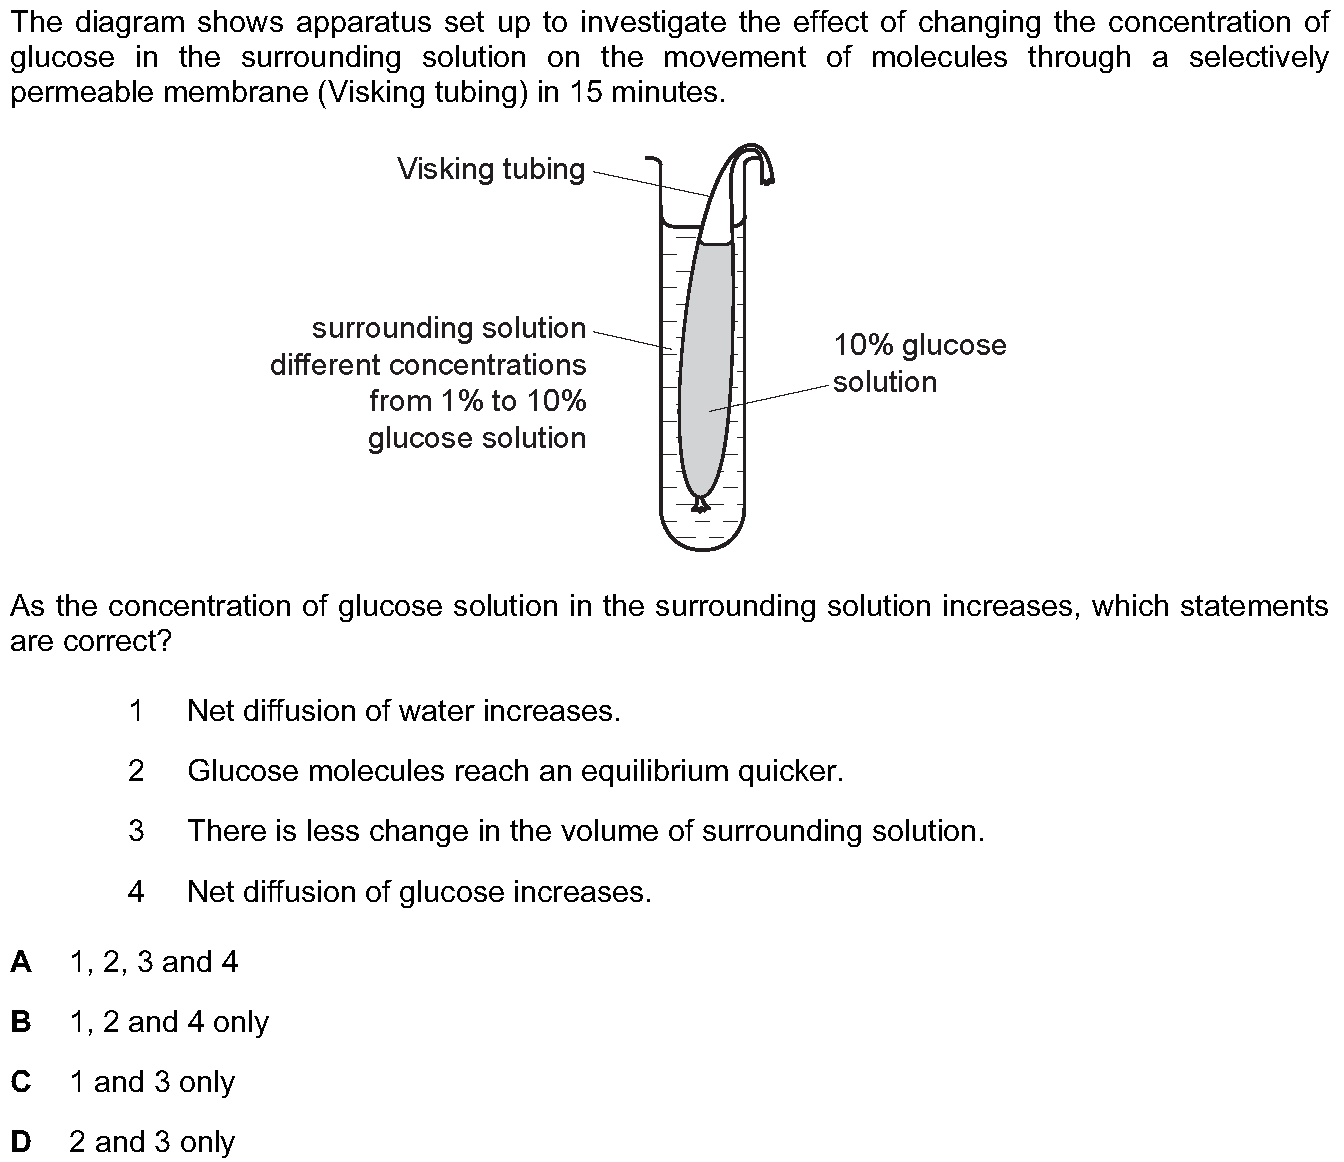 The diagram shows apparatus set up to investigate the effect of changing the concentration of
glucose in the surrounding solution on the movement of molecules through a selectively
permeable membrane (Visking tubing) in 15 minutes.
Visking tubing
surrounding solution
different concentrations
from 1% to 10%
glucose solution
10% glucose
solution
As the concentration of glucose solution in the surrounding solution increases, which statements
are correct?
1 Net diffusion of water increases.
2 Glucose molecules reach an equilibrium quicker.
3 There is less change in the volume of surrounding solution.
4 Net diffusion of glucose increases.
A 1, 2, 3 and 4
B 1, 2 and 4 only
C 1 and 3 only
D 2 and 3 only